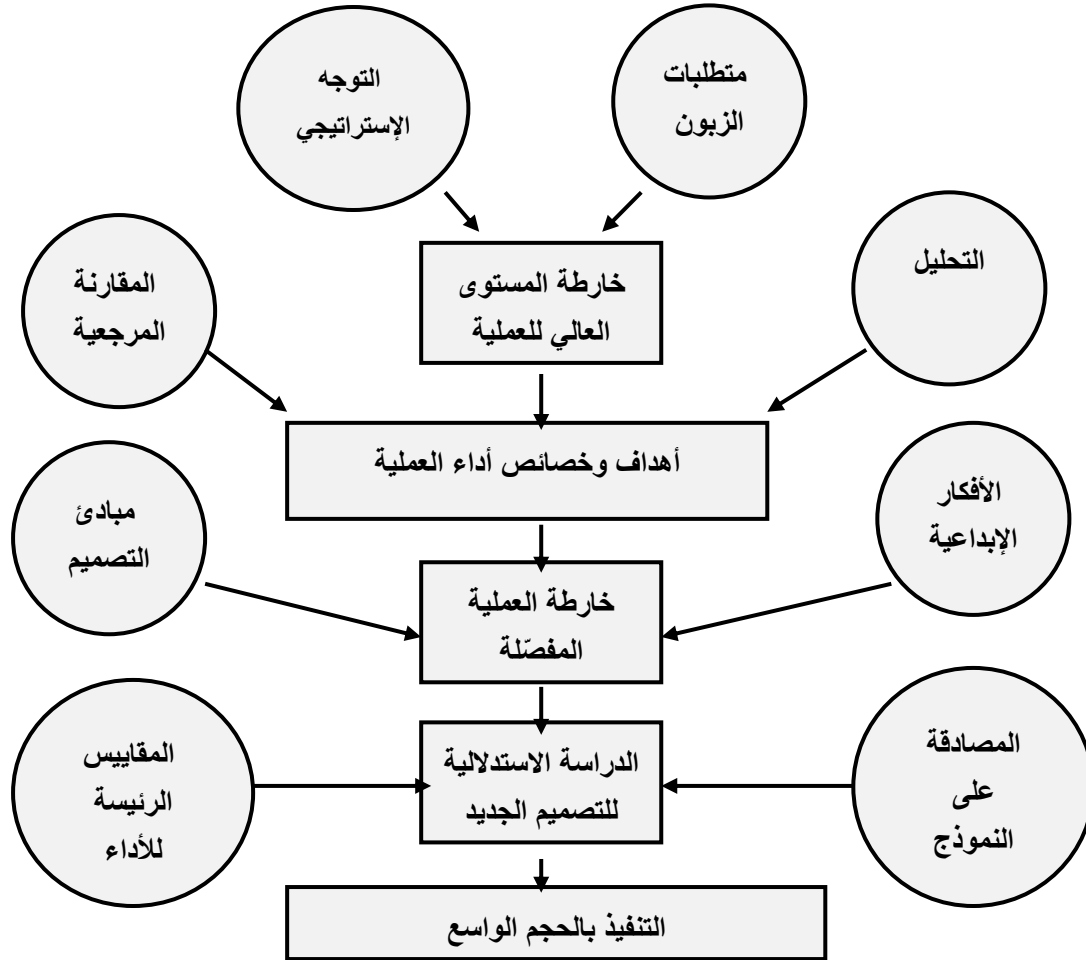 متطلبات
الزبون
التوجه
الإستراتيجي
التحليل
خارطة المستوى
العالي للعملية
المقارنة
المرجعية
أهداف وخصائص أداء العملية
الأفكار
الإبداعية
خارطة العملية
المفصّلة
مبادئ
التصميم
المصادقة
على
النموذج
الدراسة الاستدلالية
للتصميم الجديد
المقاييس
الرئيسة
للأداء
التنفيذ بالحجم الواسع